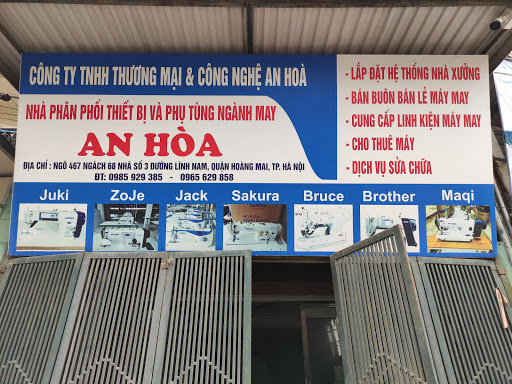 CÔNG TY TNHH THƯƠNG MẠI & CÔNG NGHỆ AN HOÀ
NHÀ PHÂN PHỐI THIẾT BỊ VÀ PHỤ TÙNG NGÀNH MAY
AN HÒA
ĐỊA CHỈ : NGÕ 467 NGÁCH 68 NHÀ SỐ 3 ĐƯỜNG LĨNH NAM, QUẬN HOÀNG MAI, TP. HÀ NỘI
ĐT: 0985 929 385 - 0965 629 858
- LẮP ĐẶT HỆ THỐNG NHÀ XƯỞNG
- BÁN BUÔN BÁN LẺ MÁY MAY
- CUNG CẤP LINH KIỆN MÁY MAY
- CHO THUÊ MÁY
- DỊCH VỤ SỬA CHỮA
Juki ZoJe Jack Sakura Bruce Brother Maqi